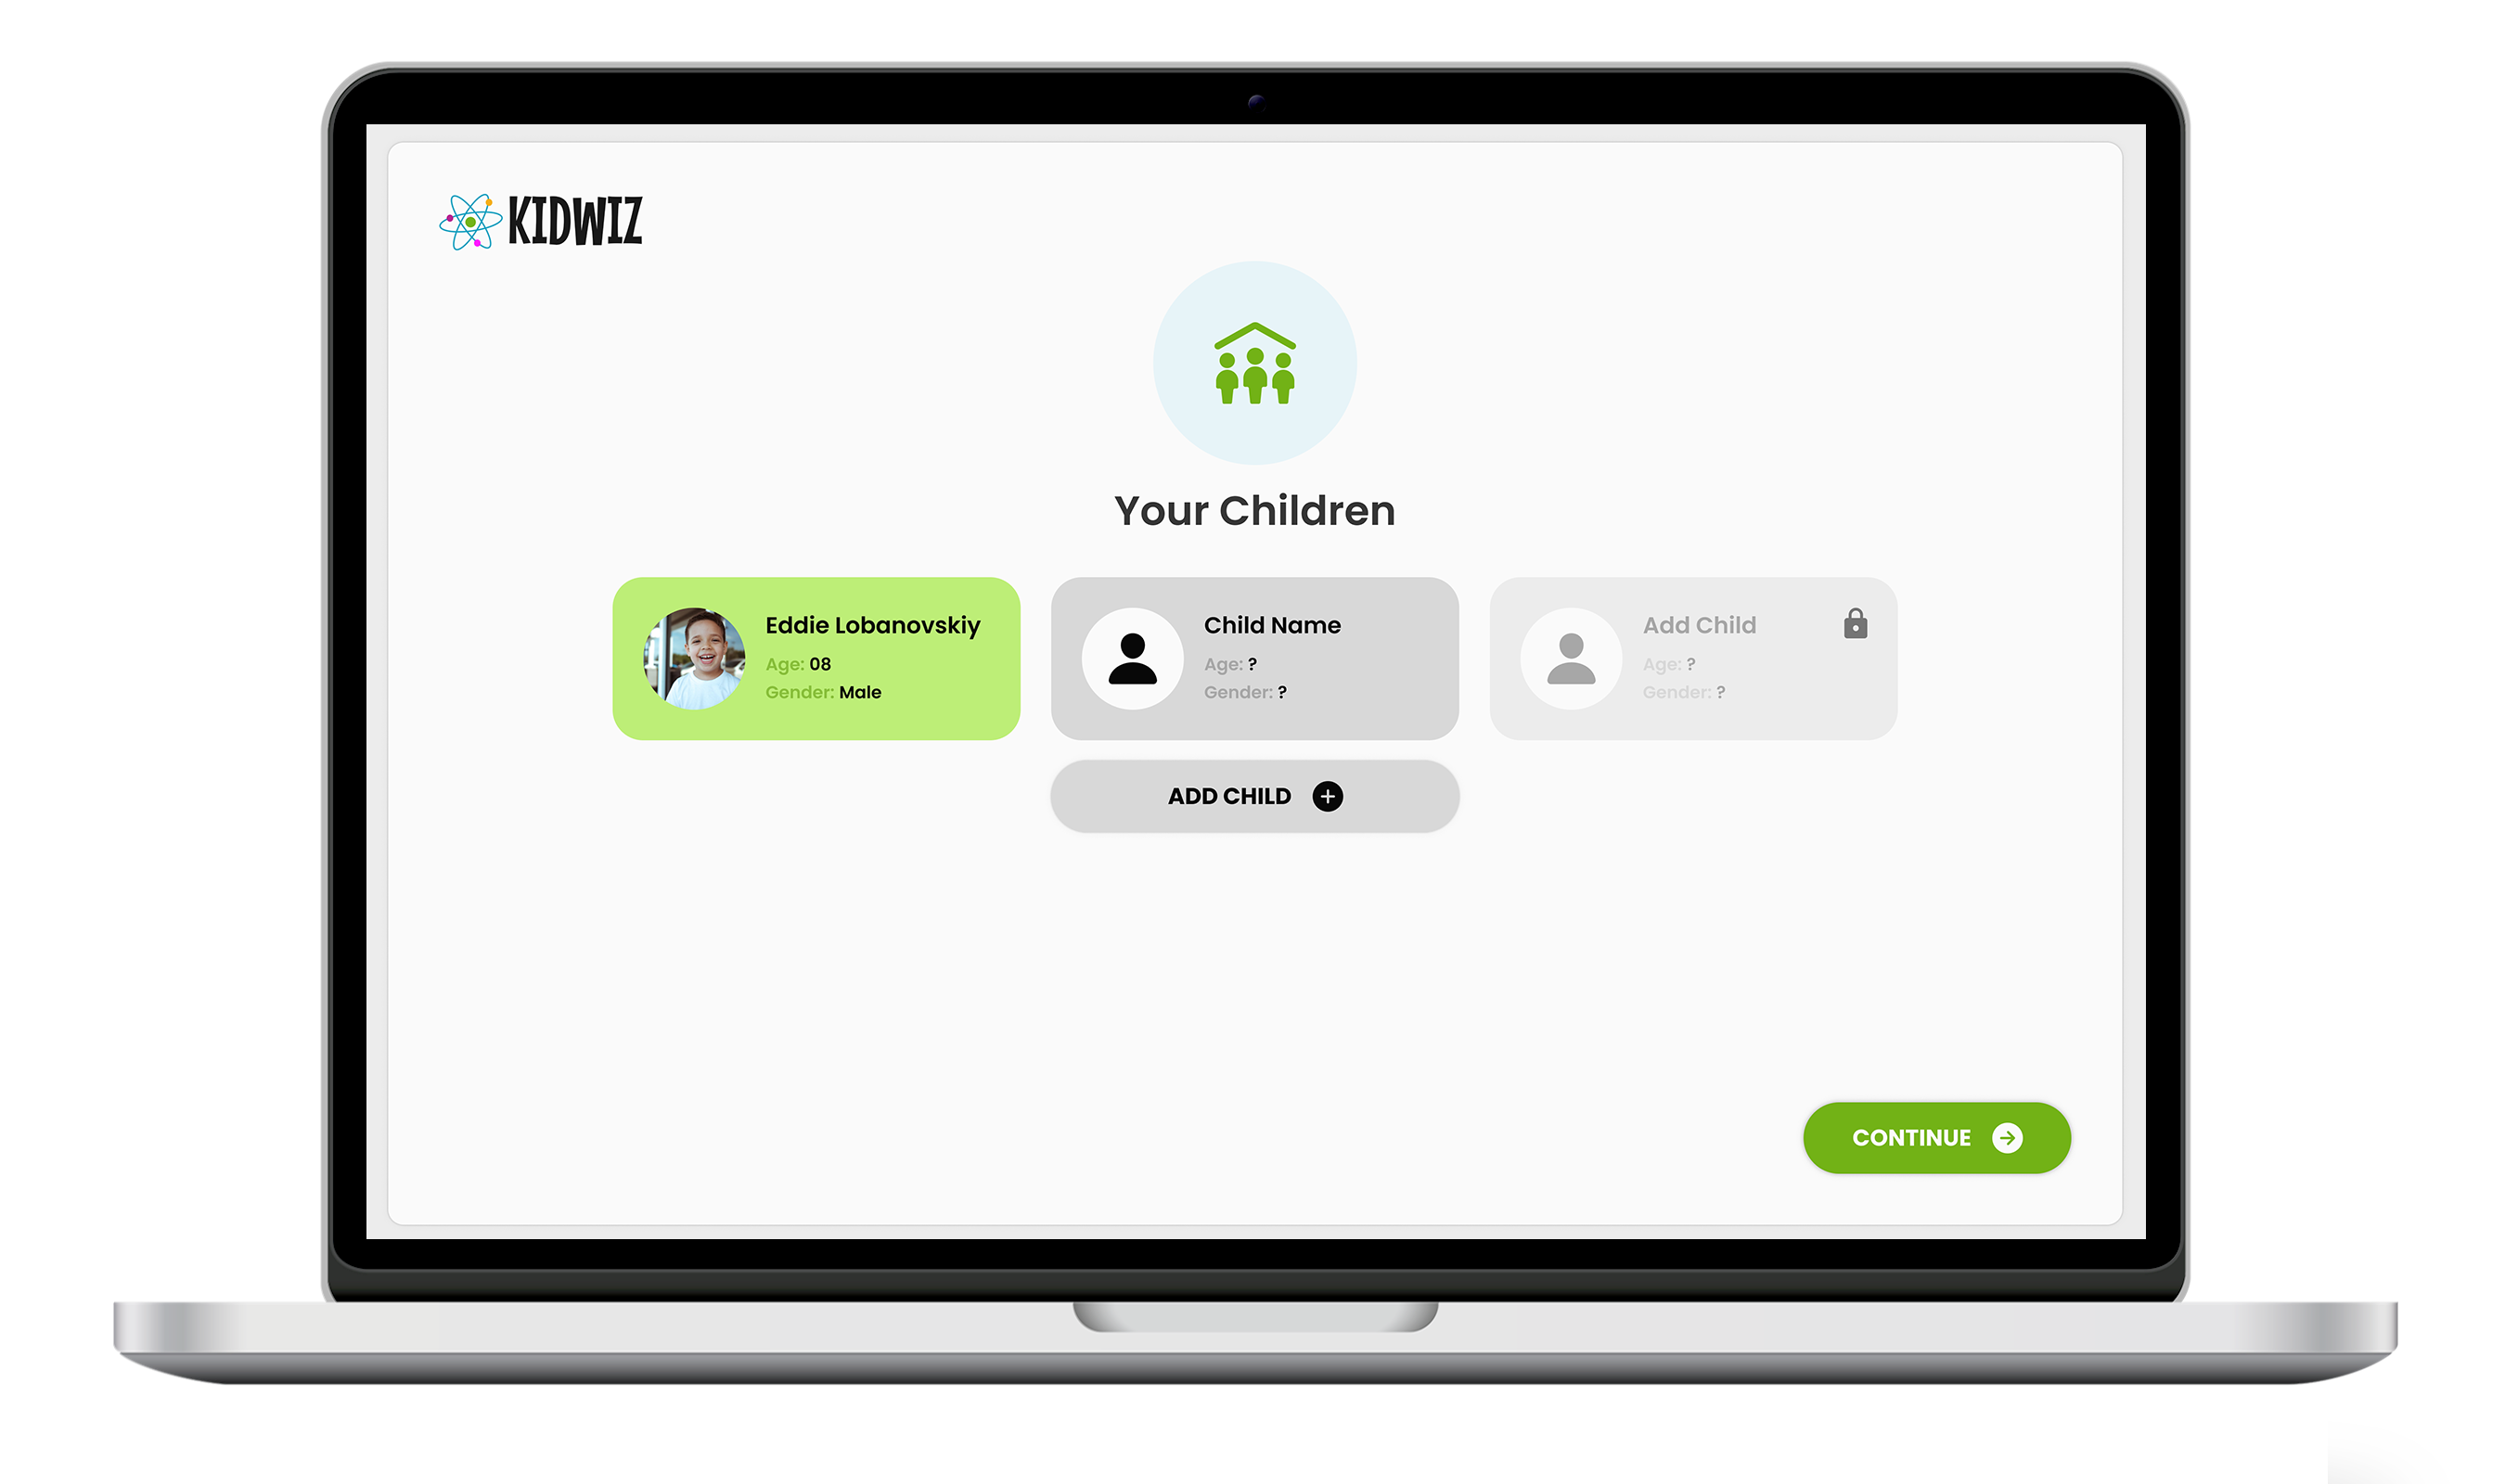 KIDWIZ
Your Children
Eddie Lobanovskiy
Age: 08
Gender: Male
Child Name
Age: ?
Gender: ?
Add Child
Age: ?
Gender: ?
ADD CHILD
CONTINUE